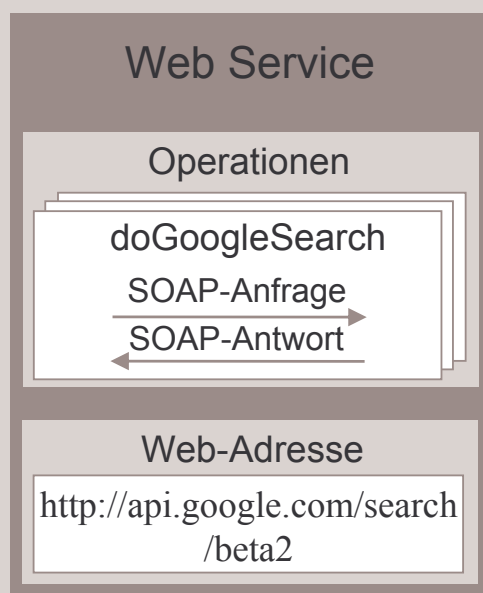 Web Service
Operationen
doGoogleSearch
SOAP-Anfrage
SOAP-Antwort
Web-Adresse
http://api.google.com/search
/beta2